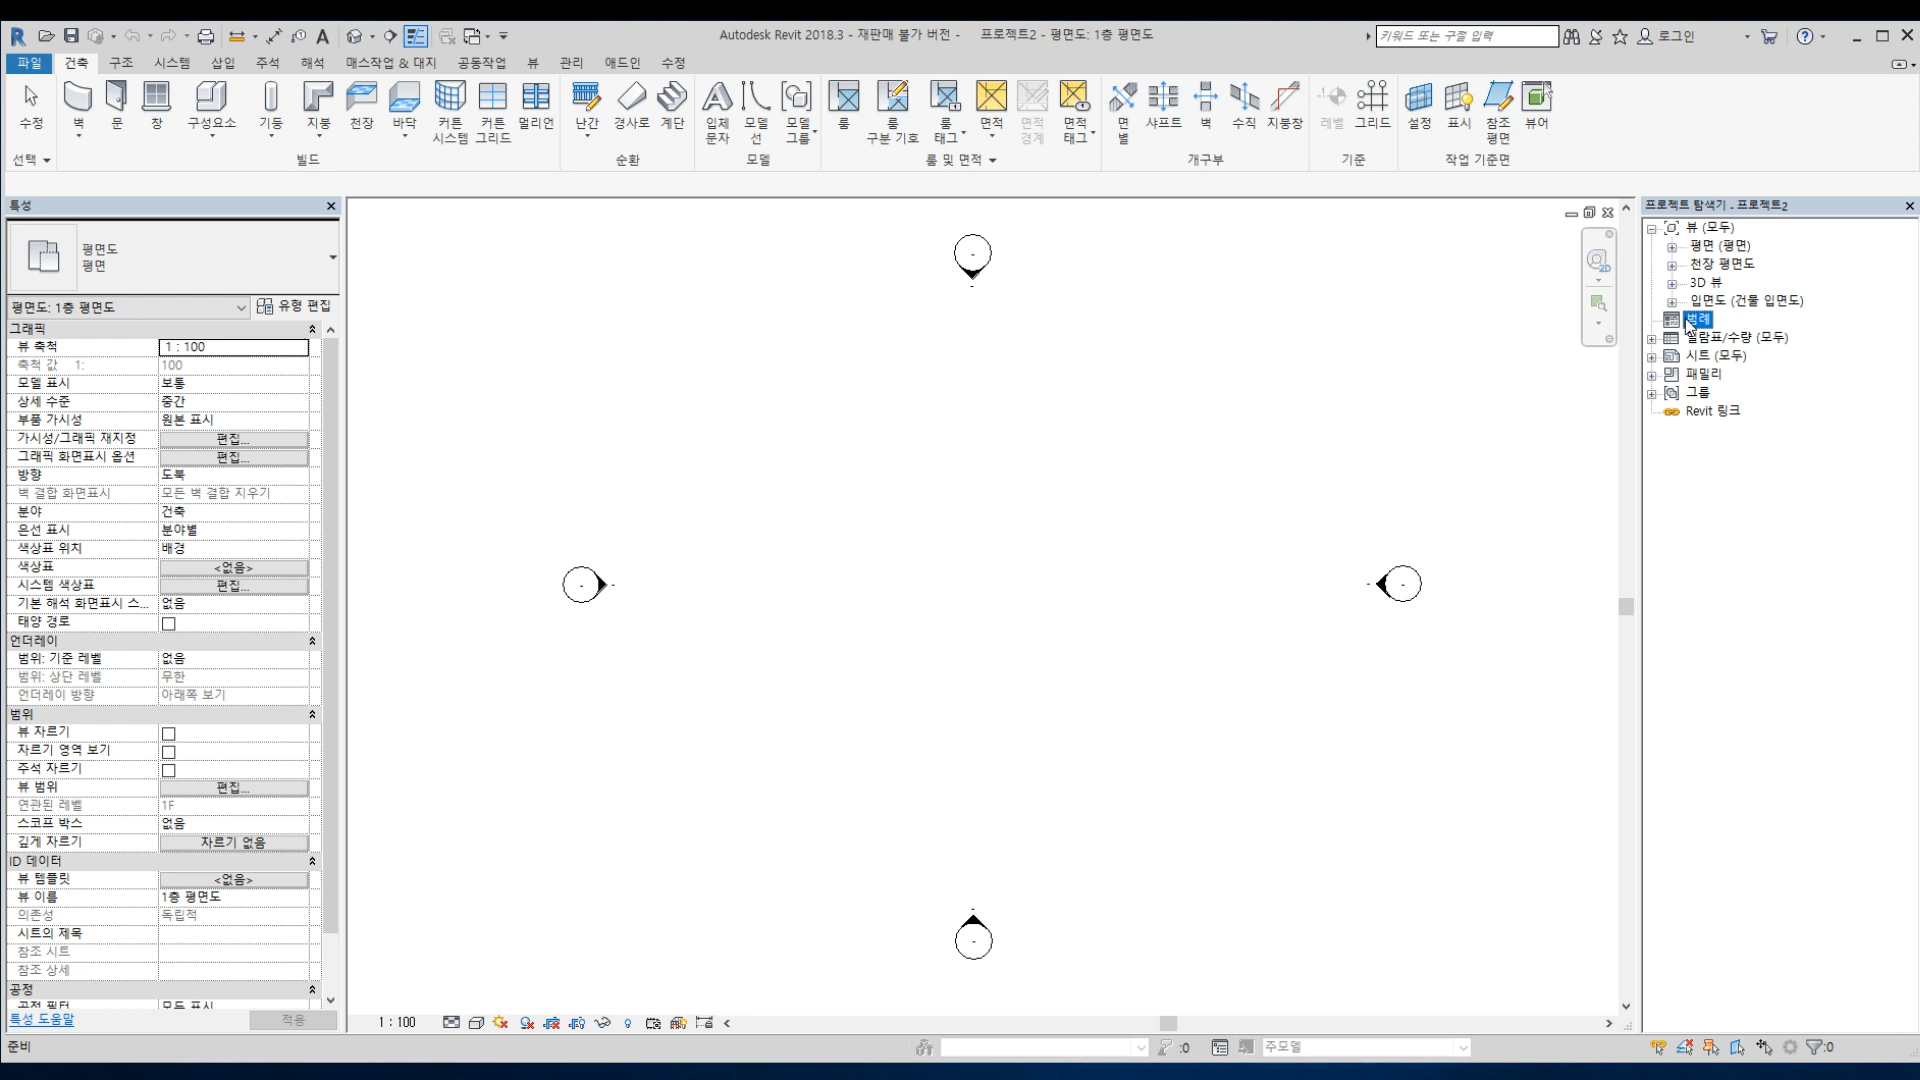 Autodesk Revit 2018.3 - 재판매 불가 버전 - 프로젝트2 - 평면도: 1층 평면도
키워드 또는 구절 입력
로그인
파일 건축 구조 시스템 삽입 주석 해석 매스작업 & 대지 공동작업 뷰 관리 애드인 수정
수정 벽 문 창 구성요소 기둥 지붕 천장 바닥 커튼 시스템 커튼 그리드 멀리언 난간 경사로 계단 입체 문자 모델 선 모델 그룹 룸 룸 구분 기호 룸 태그 면적 면적 경계 면적 태그 면 별 샤프트 벽 수직 지붕창 레벨 그리드 설정 표시 참조 평면 뷰어
선택 빌드 순환 모델 룸 및 면적 개구부 기준 작업 기준면
특성
평면도
평면
평면도: 1층 평면도 유형 편집
그래픽
뷰 축척 1 : 100
축척 값 1: 100
모델 표시 보통
상세 수준 중간
부품 가시성 원본 표시
가시성/그래픽 재지정 편집...
그래픽 화면표시 옵션 편집...
방향 도북
벽 결합 화면표시 모든 벽 결합 지우기
분야 건축
은선 표시 분야별
색상표 위치 배경
색상표 <없음>
시스템 색상표 편집...
기본 해석 화면표시 스... 없음
태양 경로
언더레이
범위: 기준 레벨 없음
범위: 상단 레벨 무한
언더레이 방향 아래쪽 보기
범위
뷰 자르기
자르기 영역 보기
주석 자르기
뷰 범위 편집...
연관된 레벨 1F
스코프 박스 없음
깊게 자르기 자르기 없음
ID 데이터
뷰 템플릿 <없음>
뷰 이름 1층 평면도
의존성 독립적
시트의 제목
참조 시트
참조 상세
공정
공정 필터 모두 표시
특성 도움말 적용
1 : 100
2D
프로젝트 탐색기 - 프로젝트2
뷰 (모두)
평면 (평면)
천장 평면도
3D 뷰
입면도 (건물 입면도)
범례
일람표/수량 (모두)
시트 (모두)
패밀리
그룹
Revit 링크
준비 :0 주모델 :0